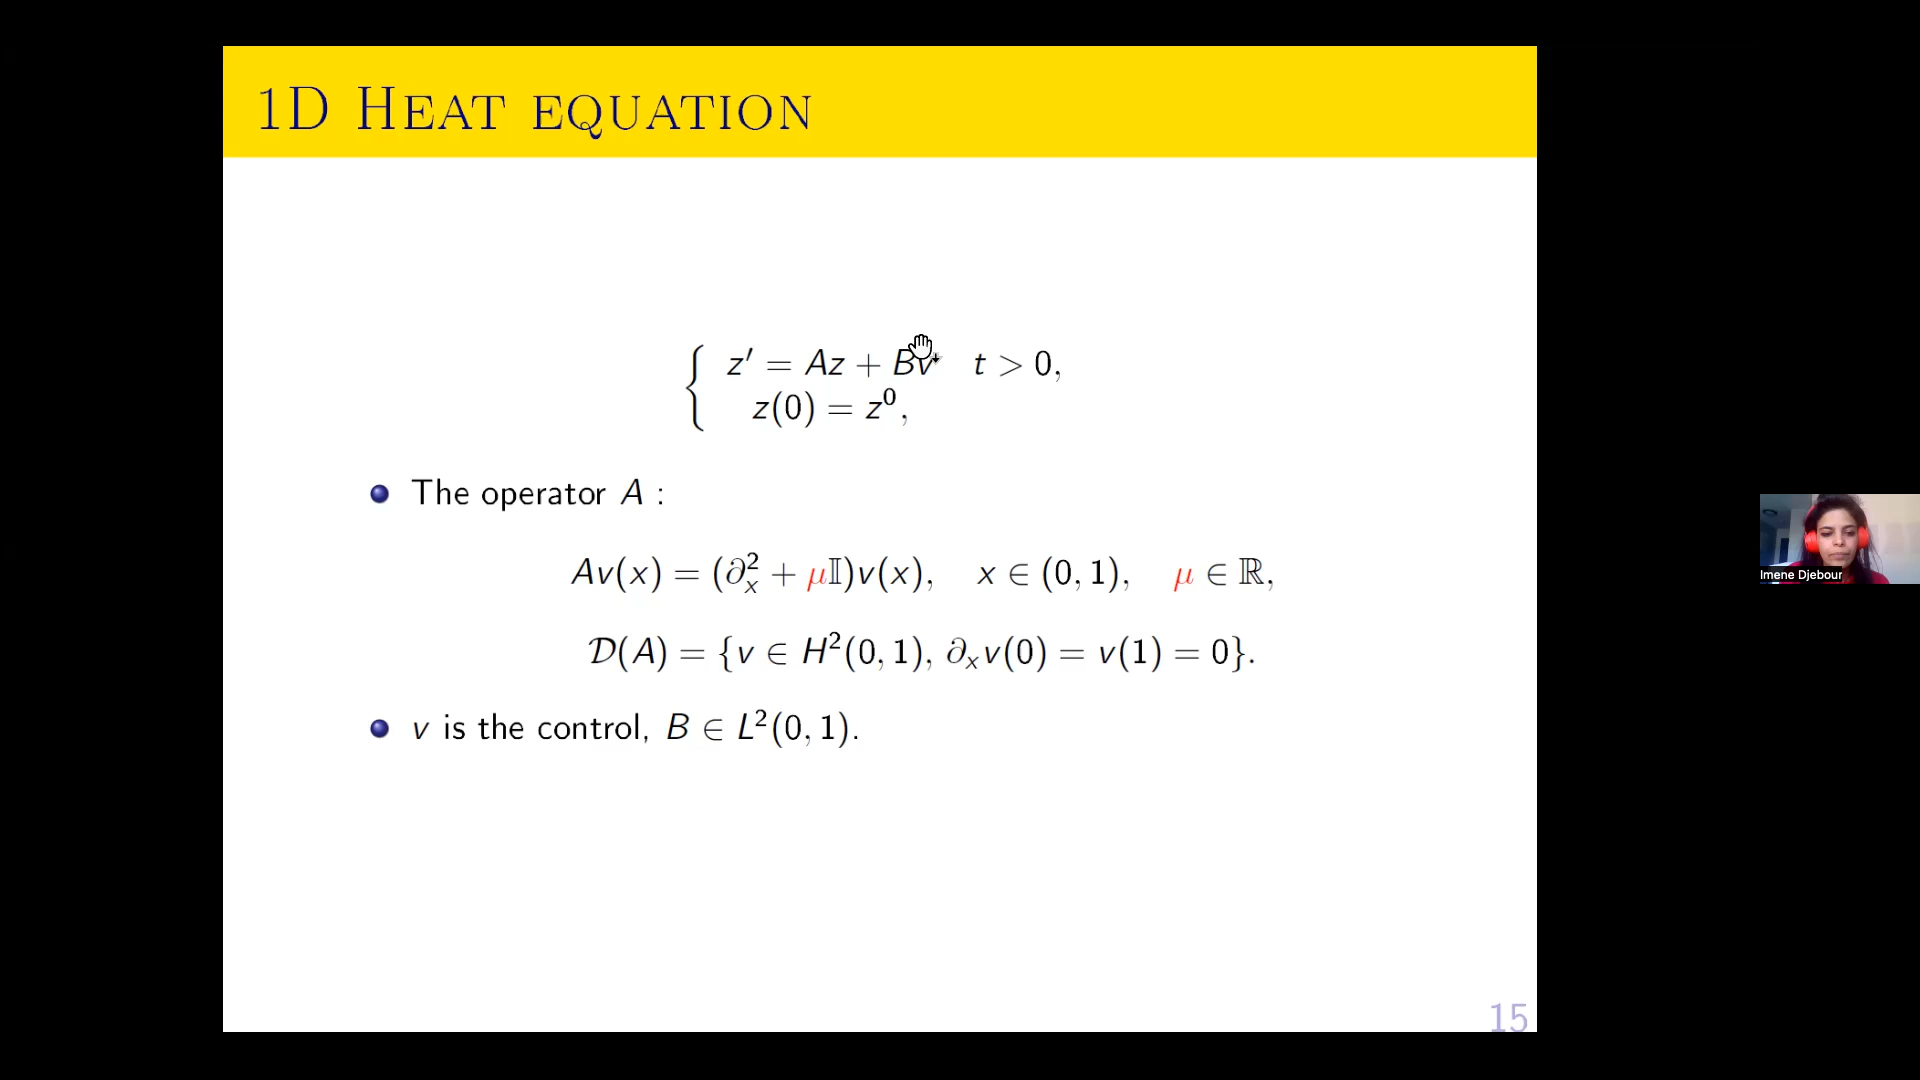 1D Heat equation
z′ = Az + Bv t > 0,
z(0) = z⁰,
The operator A :
Av(x) = (∂ₓ² + μ𝕀)v(x), x ∈ (0, 1), μ ∈ ℝ,
𝒟(A) = {v ∈ H²(0, 1), ∂ₓv(0) = v(1) = 0}.
v is the control, B ∈ L²(0, 1).
15
Imene Djebour